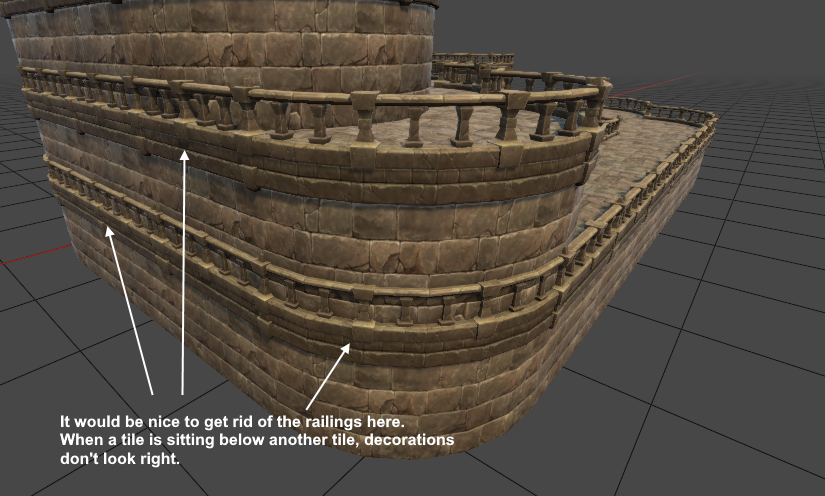 It would be nice to get rid of the railings here.
When a tile is sitting below another tile, decorations
don't look right.